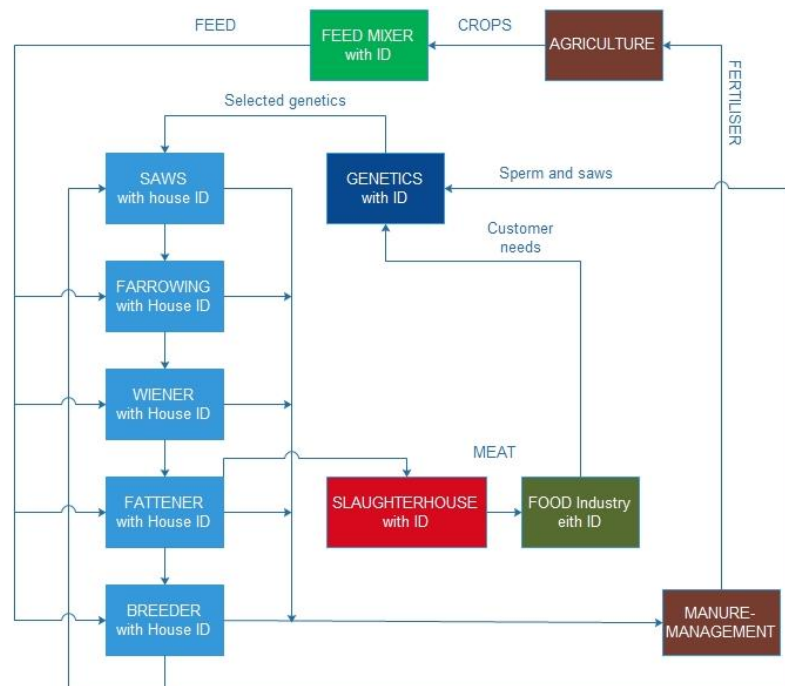 FEED
FEED MIXER
with ID
CROPS
AGRICULTURE
FERTILISER
Selected genetics
SAWS
with house ID
GENETICS
with ID
Sperm and saws
Customer
needs
FARROWING
with House ID
WIENER
with House ID
MEAT
FATTENER
with House ID
SLAUGHTERHOUSE
with ID
FOOD Industry
eith ID
BREEDER
with House ID
MANURE-
MANAGEMENT